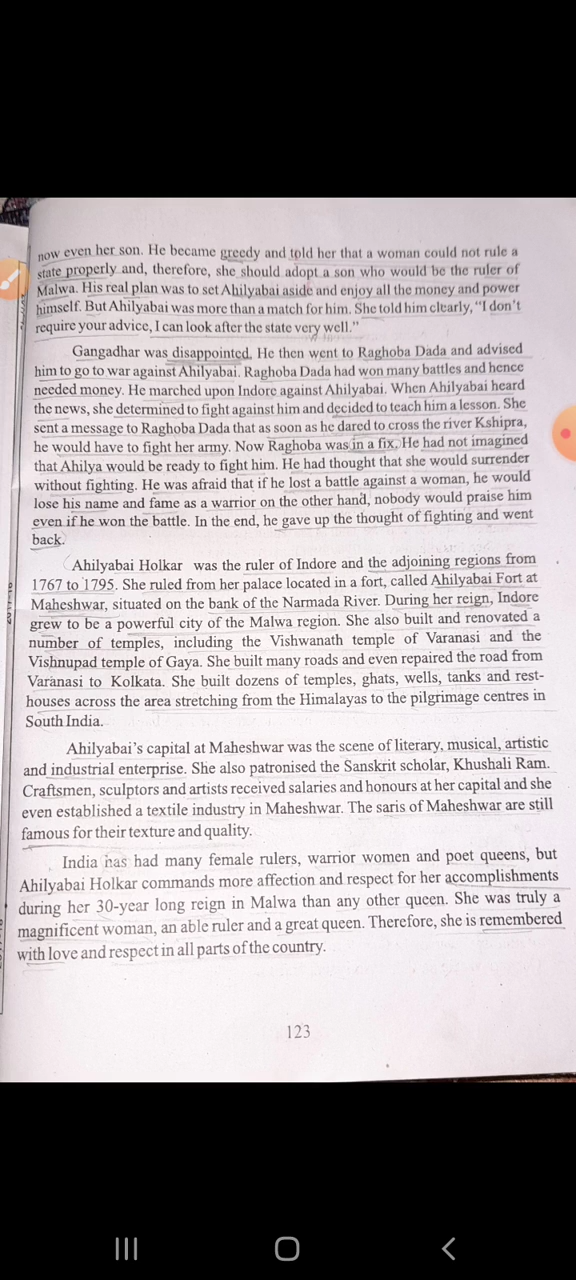 now even her son. He became greedy and told her that a woman could not rule a
state properly and, therefore, she should adopt a son who would be the ruler of
Malwa. His real plan was to set Ahilyabai aside and enjoy all the money and power
himself. But Ahilyabai was more than a match for him. She told him clearly, “I don’t
require your advice, I can look after the state very well.”
Gangadhar was disappointed. He then went to Raghoba Dada and advised
him to go to war against Ahilyabai. Raghoba Dada had won many battles and hence
needed money. He marched upon Indore against Ahilyabai. When Ahilyabai heard
the news, she determined to fight against him and decided to teach him a lesson. She
sent a message to Raghoba Dada that as soon as he dared to cross the river Kshipra,
he would have to fight her army. Now Raghoba was in a fix. He had not imagined
that Ahilya would be ready to fight him. He had thought that she would surrender
without fighting. He was afraid that if he lost a battle against a woman, he would
lose his name and fame as a warrior on the other hand, nobody would praise him
even if he won the battle. In the end, he gave up the thought of fighting and went
back.
Ahilyabai Holkar was the ruler of Indore and the adjoining regions from
1767 to 1795. She ruled from her palace located in a fort, called Ahilyabai Fort at
Maheshwar, situated on the bank of the Narmada River. During her reign, Indore
grew to be a powerful city of the Malwa region. She also built and renovated a
number of temples, including the Vishwanath temple of Varanasi and the
Vishnupad temple of Gaya. She built many roads and even repaired the road from
Varanasi to Kolkata. She built dozens of temples, ghats, wells, tanks and rest-
houses across the area stretching from the Himalayas to the pilgrimage centres in
South India.
Ahilyabai’s capital at Maheshwar was the scene of literary, musical, artistic
and industrial enterprise. She also patronised the Sanskrit scholar, Khushali Ram.
Craftsmen, sculptors and artists received salaries and honours at her capital and she
even established a textile industry in Maheshwar. The saris of Maheshwar are still
famous for their texture and quality.
India has had many female rulers, warrior women and poet queens, but
Ahilyabai Holkar commands more affection and respect for her accomplishments
during her 30-year long reign in Malwa than any other queen. She was truly a
magnificent woman, an able ruler and a great queen. Therefore, she is remembered
with love and respect in all parts of the country.
123